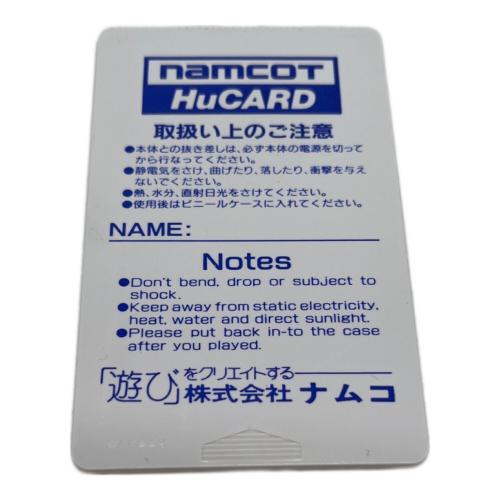 namcoT
HuCARD
取扱い上のご注意
●本体との抜き差しは、必ず本体の電源を切って
から行なってください。
●静電気をさけ、曲げたり、落したり、衝撃を与え
ないでください。
●熱、水分、直射日光をさけてください。
●使用後はビニールケースに入れてください。
NAME:
Notes
●Don't bend, drop or subject to
shock.
●Keep away from static electricity,
heat, water and direct sunlight.
●Please put back in-to the case
after you played.
「遊び」をクリエイトする
株式会社 ナムコ